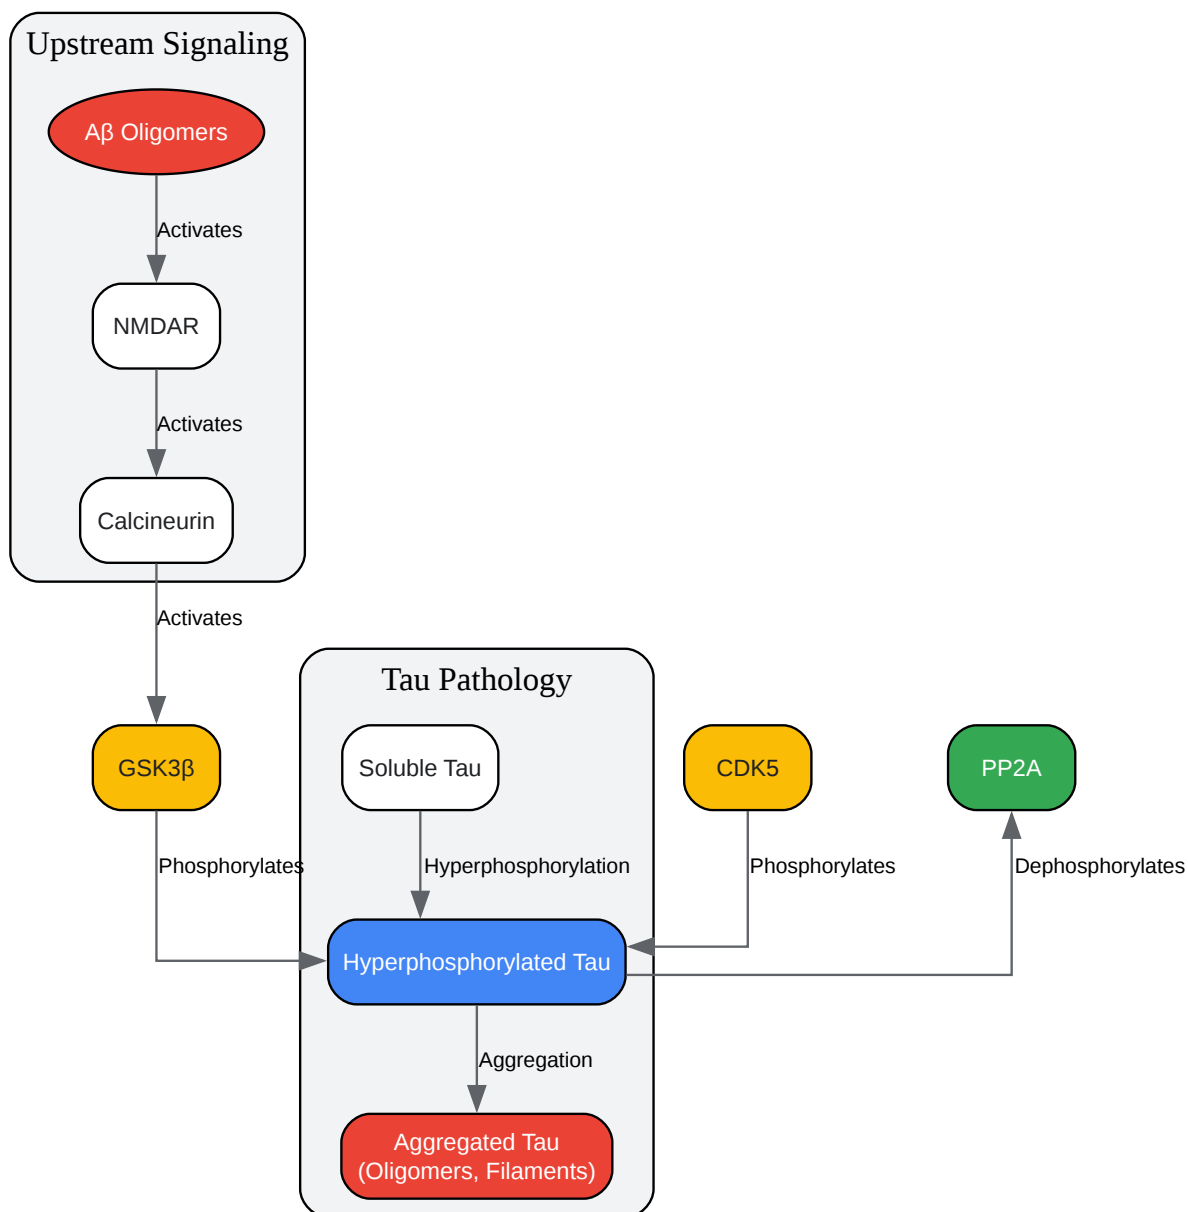 Upstream Signaling
Aβ Oligomers
Activates
NMDAR
Activates
Calcineurin
Activates
Tau Pathology
GSK3β
Soluble Tau
CDK5
PP2A
Phosphorylates
Hyperphosphorylation
Phosphorylates
Dephosphorylates
Hyperphosphorylated Tau
Aggregation
Aggregated Tau
(Oligomers, Filaments)